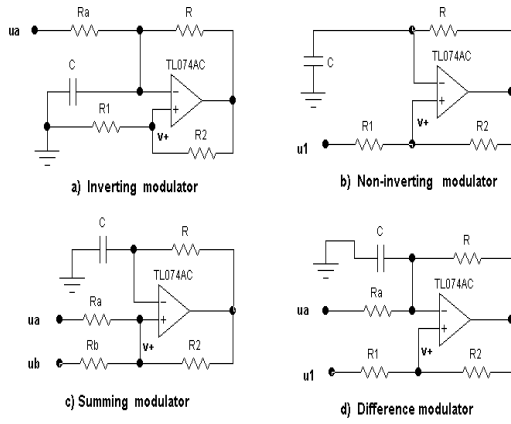 Ra
R
ua
C
TL074AC
R1
v+
R2
a) Inverting modulator
R
C
TL074AC
R1
v+
R2
u1
b) Non-inverting modulator
C
R
TL074AC
Ra
ua
Rb
v+
R2
ub
c) Summing modulator
C
R
TL074AC
Ra
ua
R1
v+
R2
u1
d) Difference modulator